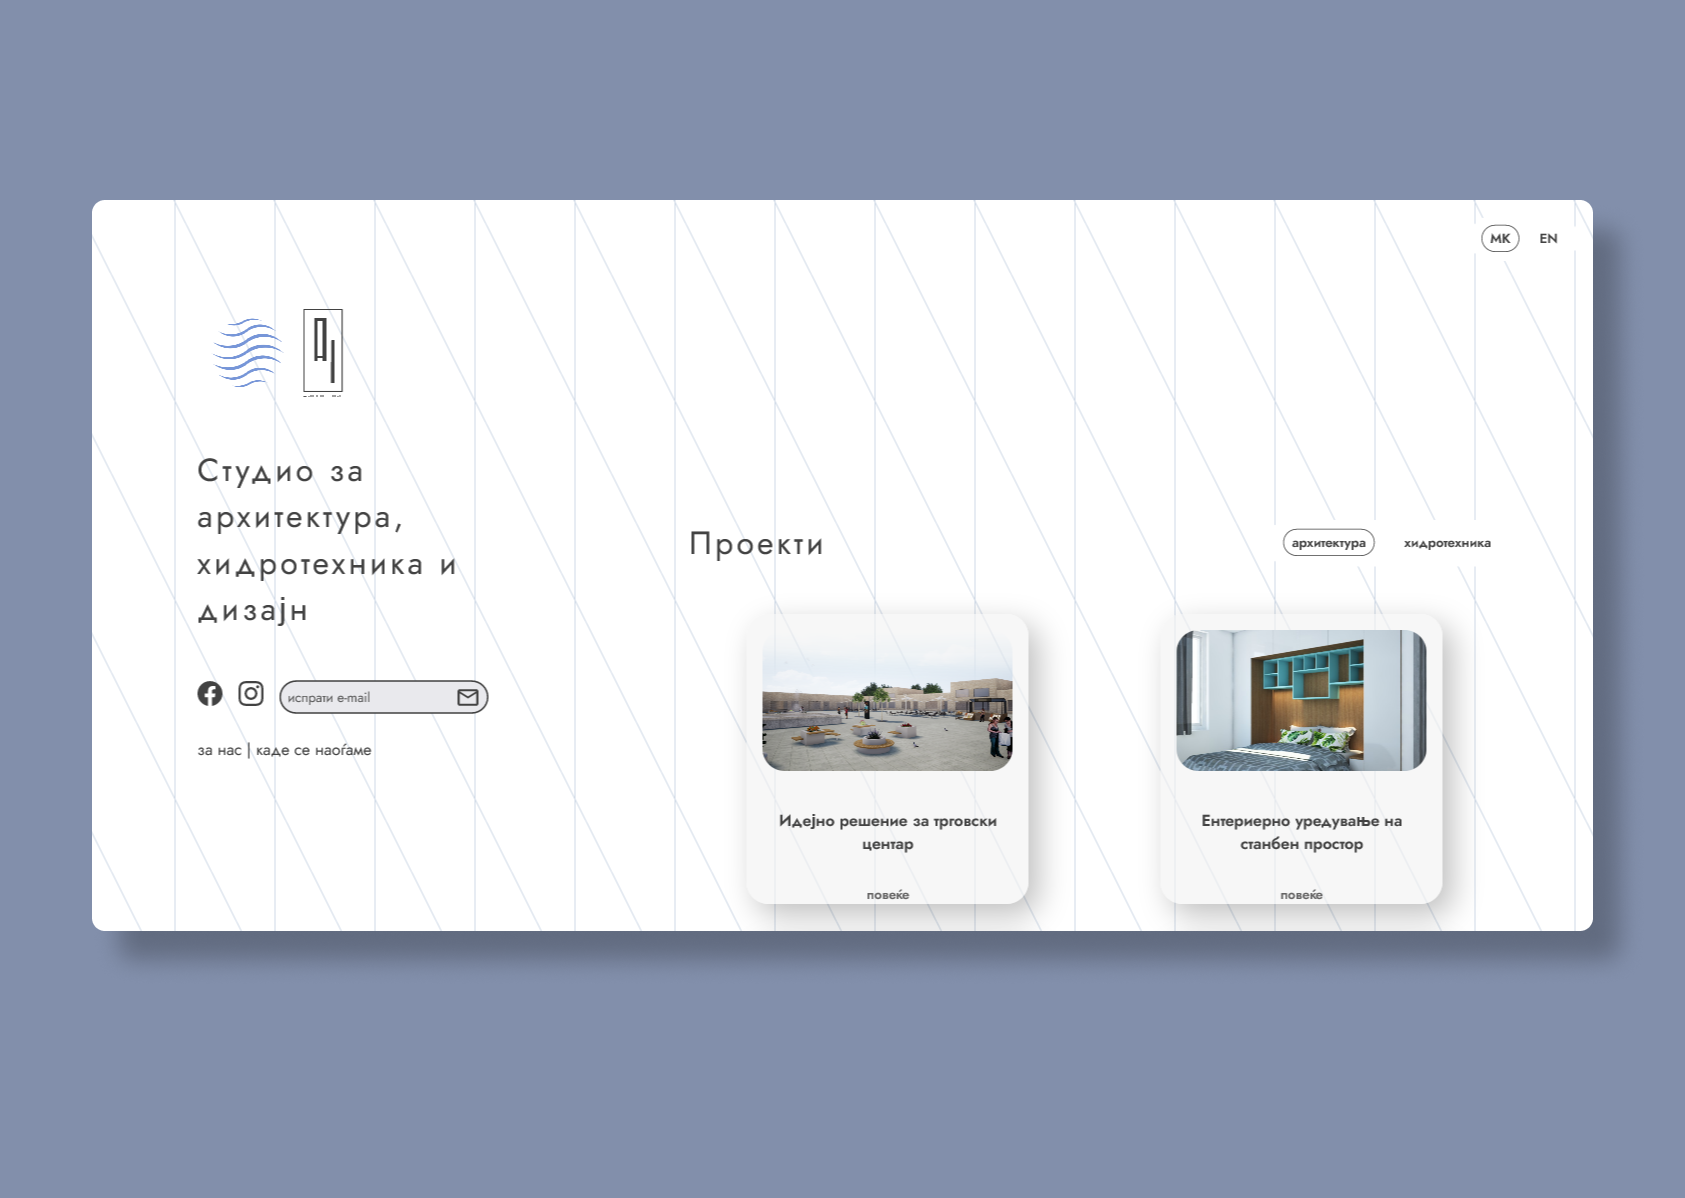 MK EN
Студио за
архитектура,
хидротехника и
дизајн
испрати e-mail
за нас | каде се наоѓаме
Проекти
архитектура хидротехника
Идејно решение за трговски
центар
повеќе
Ентериерно уредување на
станбен простор
повеќе